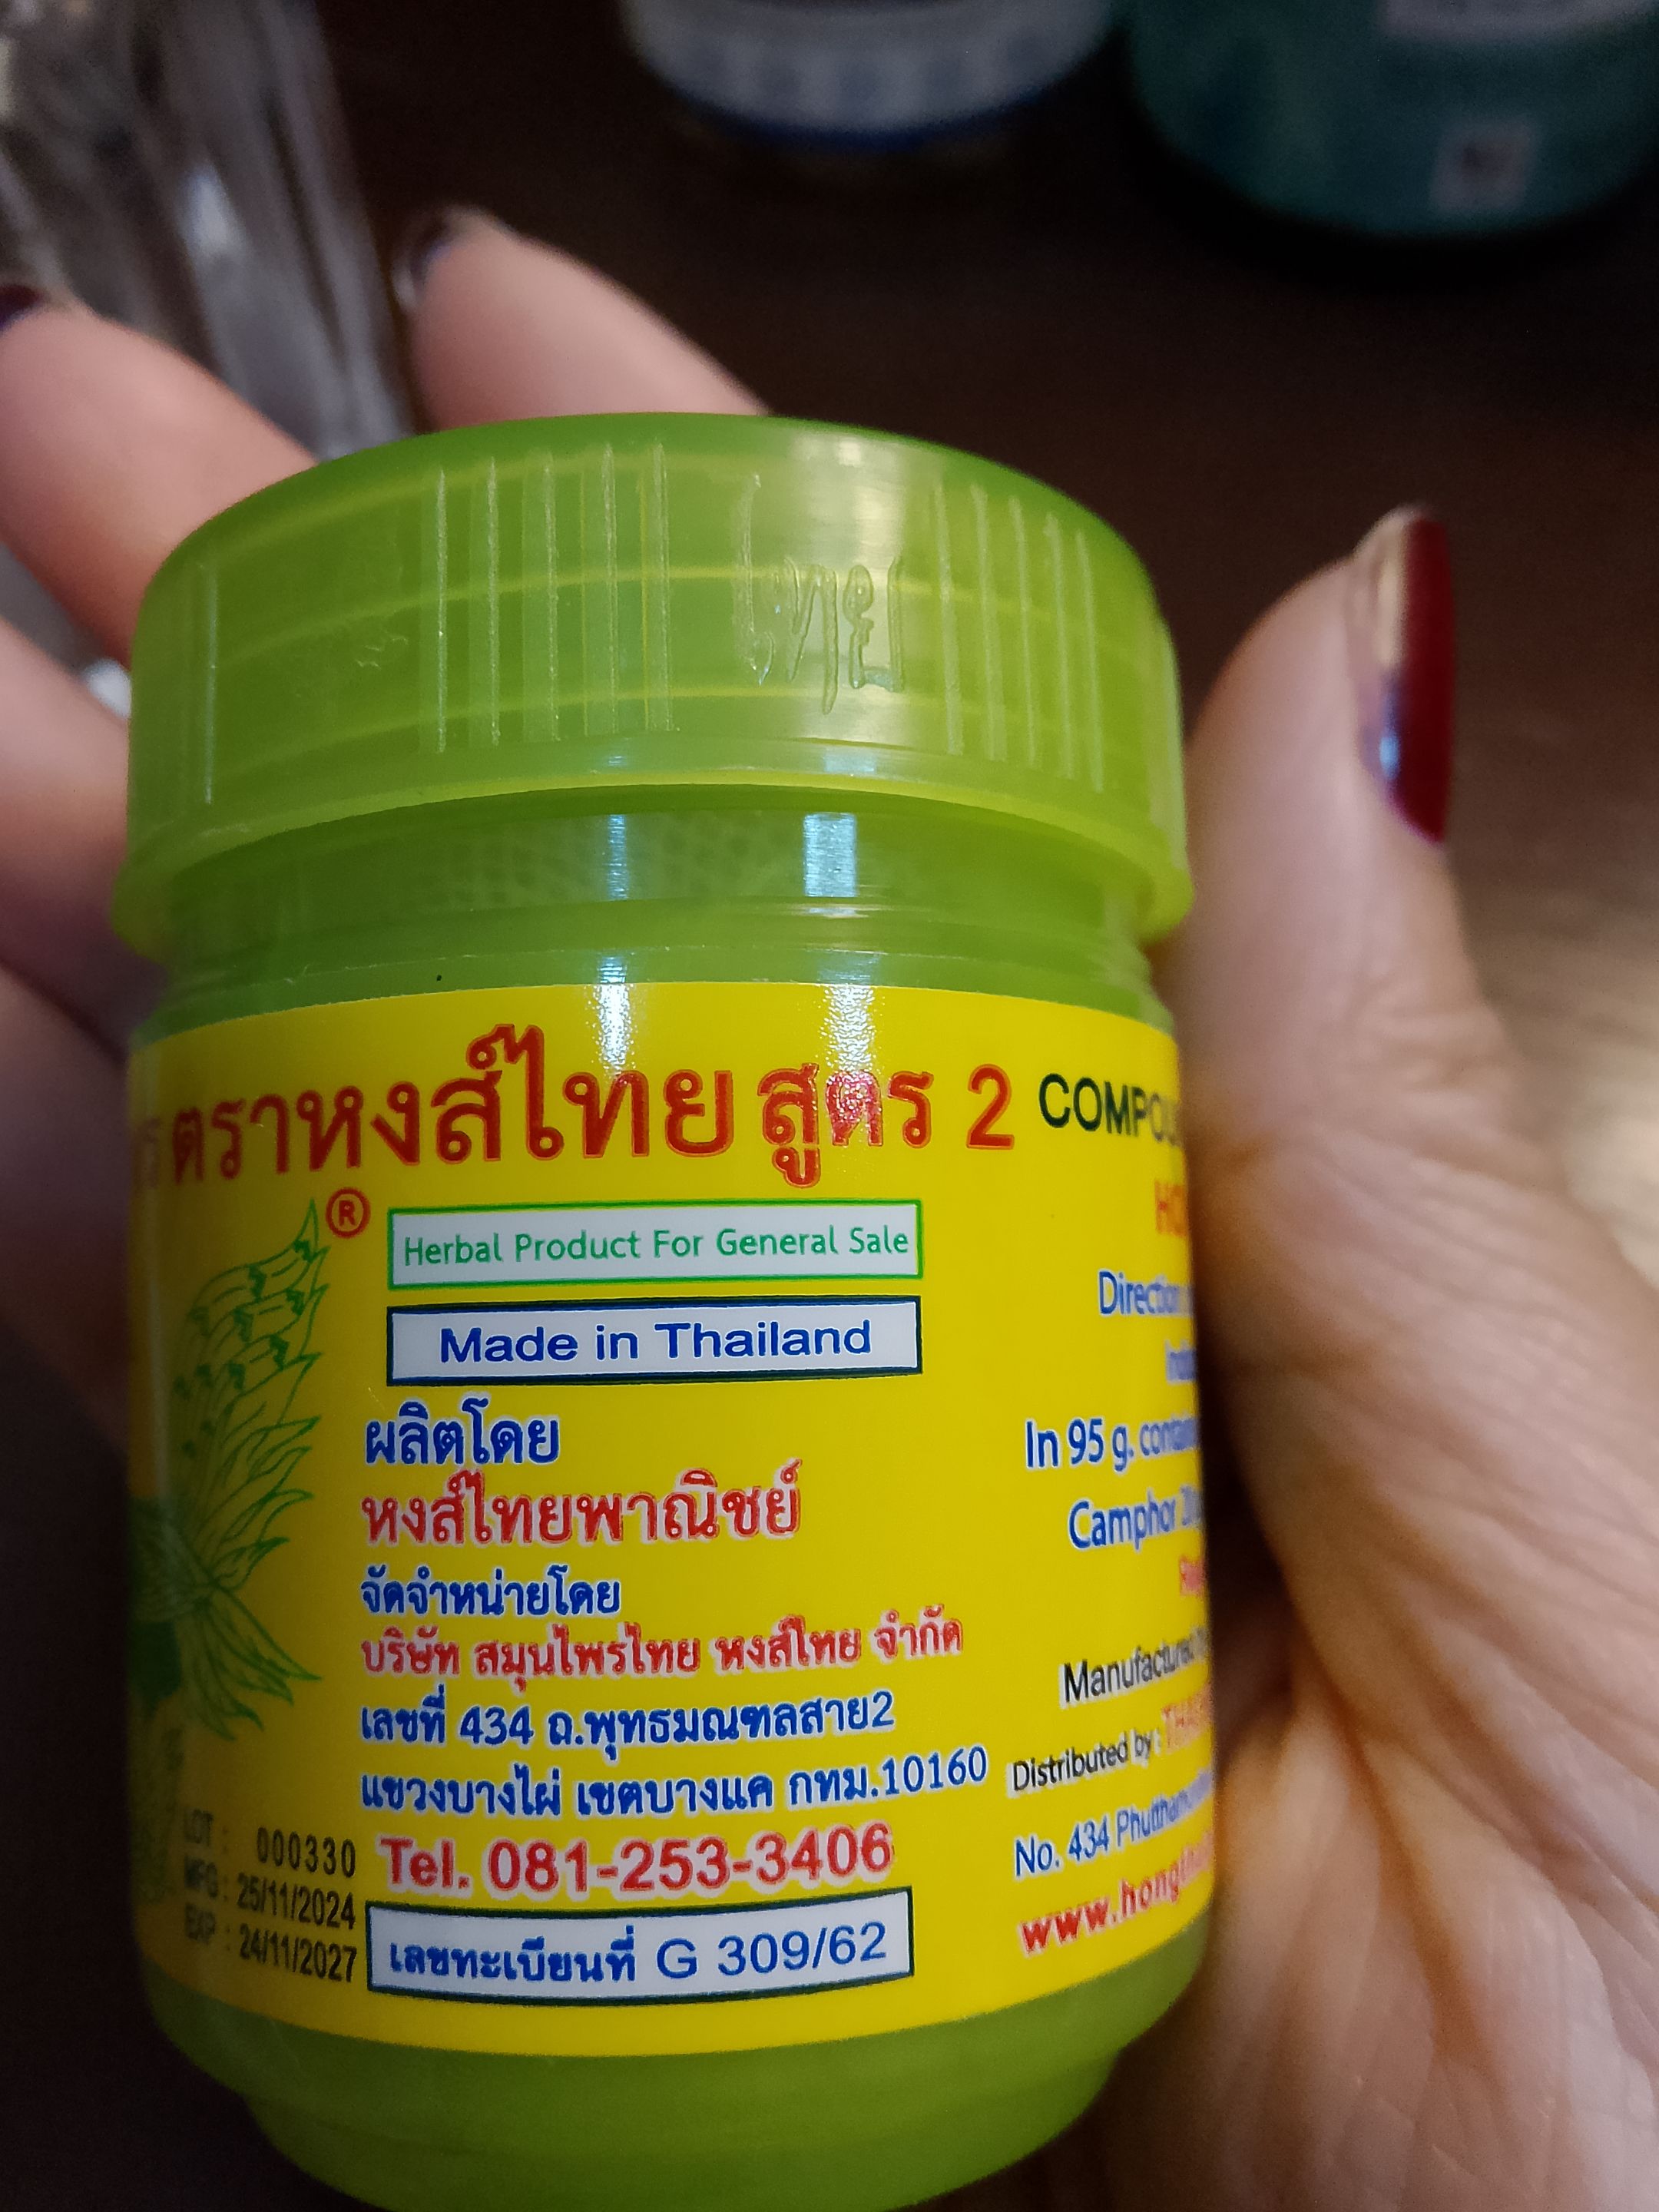 ไทย
ตราหงส์ไทย สูตร 2
®
Herbal Product For General Sale
Made in Thailand
ผลิตโดย
หงส์ไทยพาณิชย์
จัดจำหน่ายโดย
บริษัท สมุนไพรไทย หงส์ไทย จำกัด
เลขที่ 434 ถ.พุทธมณฑลสาย2
แขวงบางไผ่ เขตบางแค กทม.10160
Tel. 081-253-3406
เลขทะเบียนที่ G 309/62
LOT : 000330
MFG : 25/11/2024
EXP : 24/11/2027
Direction
In 95 g.
Camphor
Manufactured
Distributed by :
No. 434